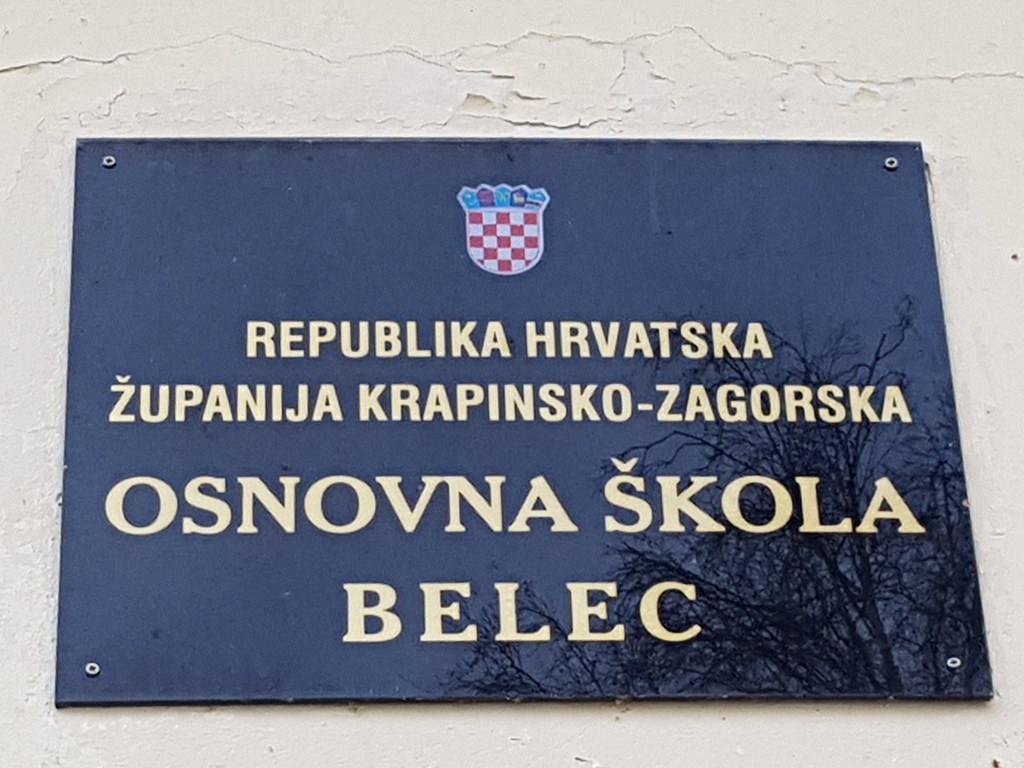 REPUBLIKA HRVATSKA
ŽUPANIJA KRAPINSKO-ZAGORSKA
OSNOVNA ŠKOLA
BELEC